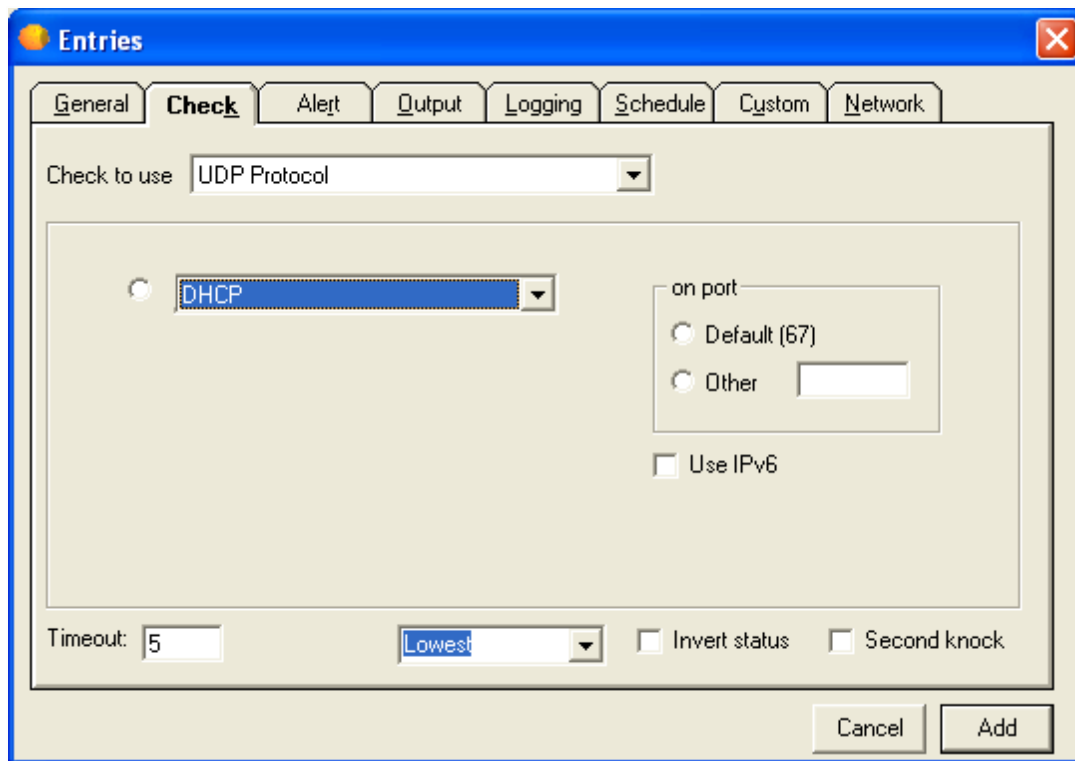 Entries
General Check Alert Output Logging Schedule Custom Network
Check to use UDP Protocol
DHCP
on port
Default (67)
Other
Use IPv6
Timeout: 5 Lowest Invert status Second knock
Cancel Add